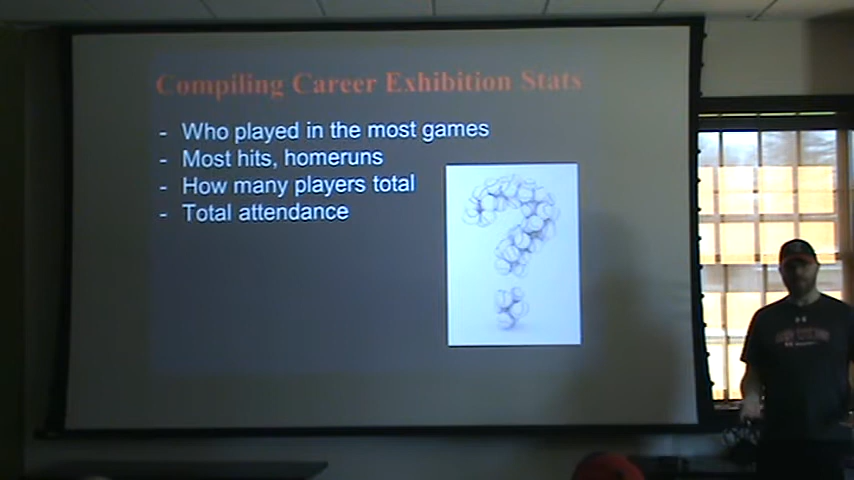 Compiling Career Exhibition Stats
- Who played in the most games
- Most hits, homeruns
- How many players total
- Total attendance